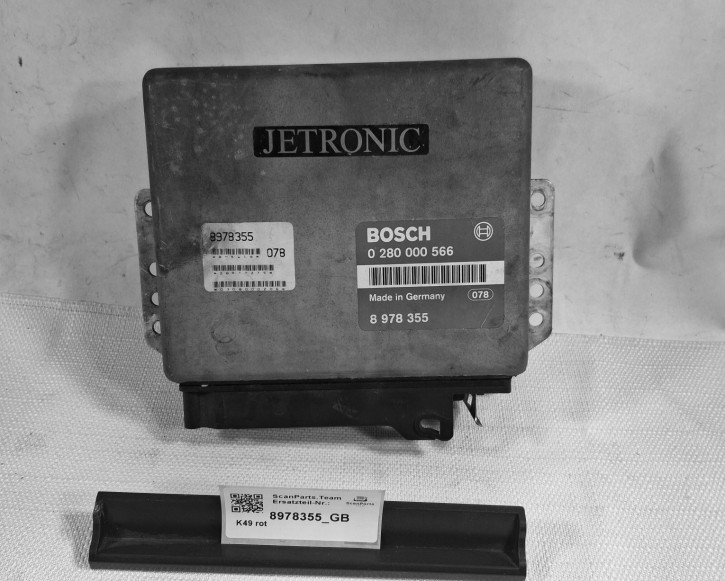 JETRONIC
8978355
078
BOSCH
0 280 000 566
Made in Germany 078
8 978 355
ScanParts.Team
Ersatzteil-Nr.:
ScanParts
8978355_GB
K49 rot